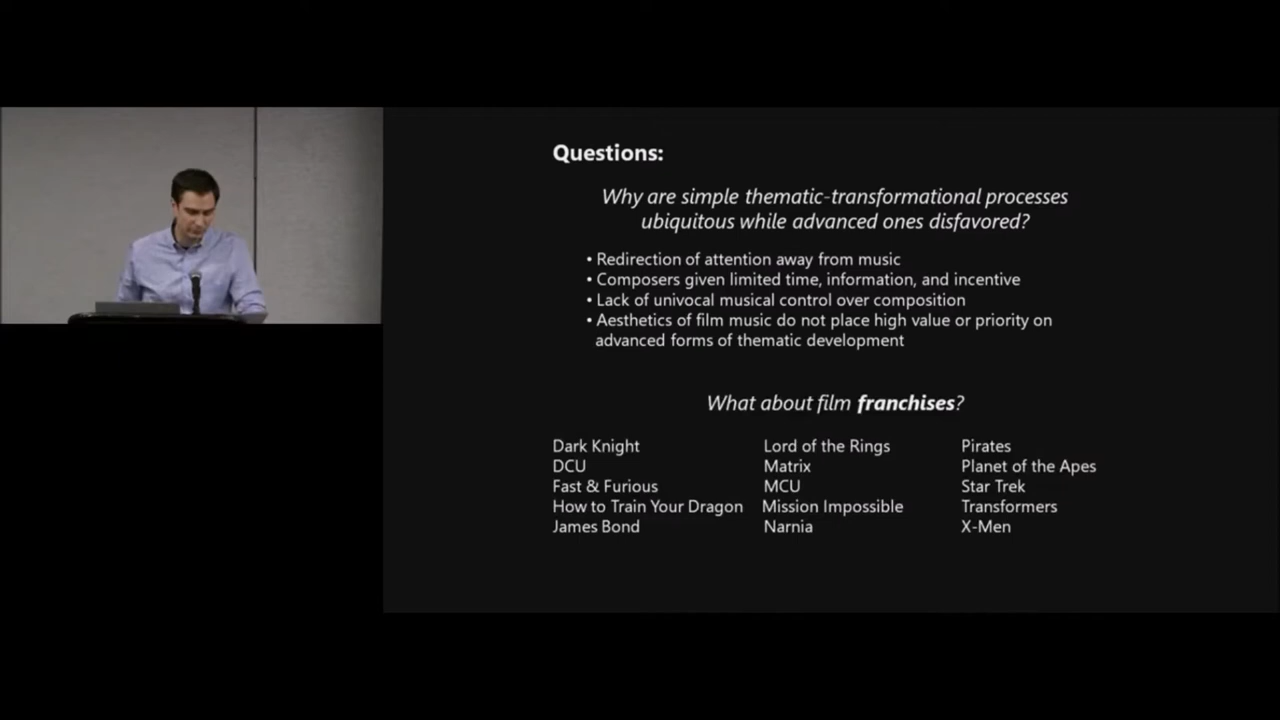 Questions:
Why are simple thematic-transformational processes
ubiquitous while advanced ones disfavored?
• Redirection of attention away from music
• Composers given limited time, information, and incentive
• Lack of univocal musical control over composition
• Aesthetics of film music do not place high value or priority on
advanced forms of thematic development
What about film franchises?
Dark Knight Lord of the Rings Pirates
DCU Matrix Planet of the Apes
Fast & Furious MCU Star Trek
How to Train Your Dragon Mission Impossible Transformers
James Bond Narnia X-Men